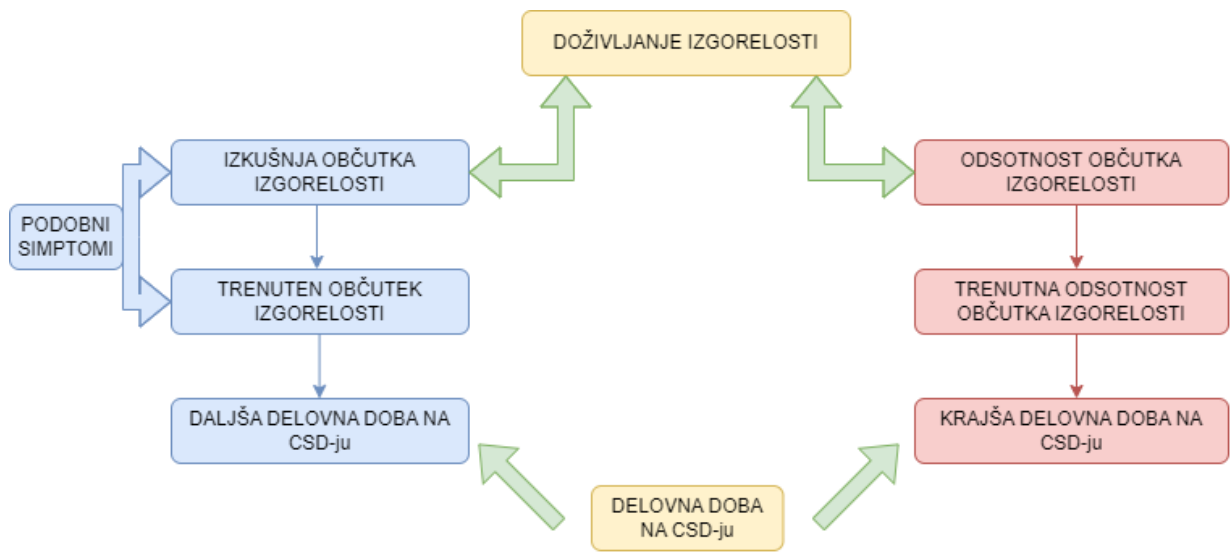 DOŽIVLJANJE IZGORELOSTI
IZKUŠNJA OBČUTKA
IZGORELOSTI
ODSOTNOST OBČUTKA
IZGORELOSTI
PODOBNI
SIMPTOMI
TRENUTEN OBČUTEK
IZGORELOSTI
TRENUTNA ODSOTNOST
OBČUTKA IZGORELOSTI
DALJŠA DELOVNA DOBA NA
CSD-ju
KRAJŠA DELOVNA DOBA NA
CSD-ju
DELOVNA DOBA
NA CSD-ju